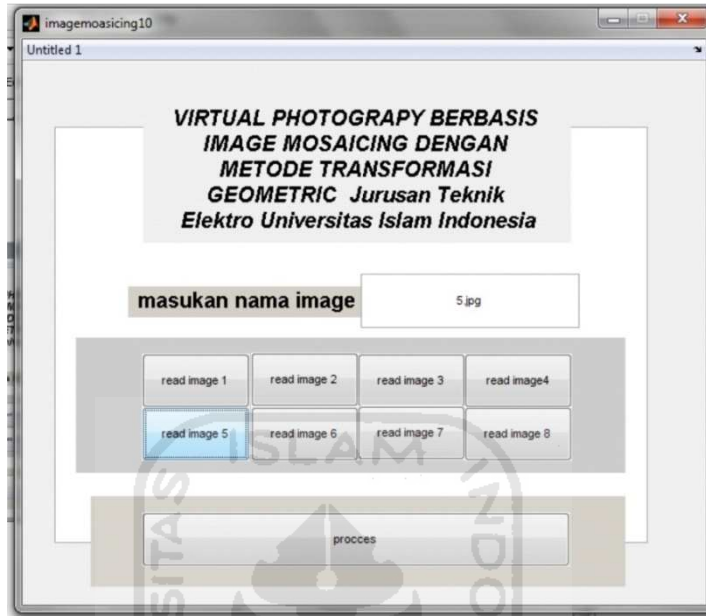 imagemoasicing10
Untitled 1
VIRTUAL PHOTOGRAPY BERBASIS
IMAGE MOSAICING DENGAN
METODE TRANSFORMASI
GEOMETRIC Jurusan Teknik
Elektro Universitas Islam Indonesia
masukan nama image 5.jpg
read image 1 read image 2 read image 3 read image4
read image 5 read image 6 read image 7 read image 8
procces
ISLAM